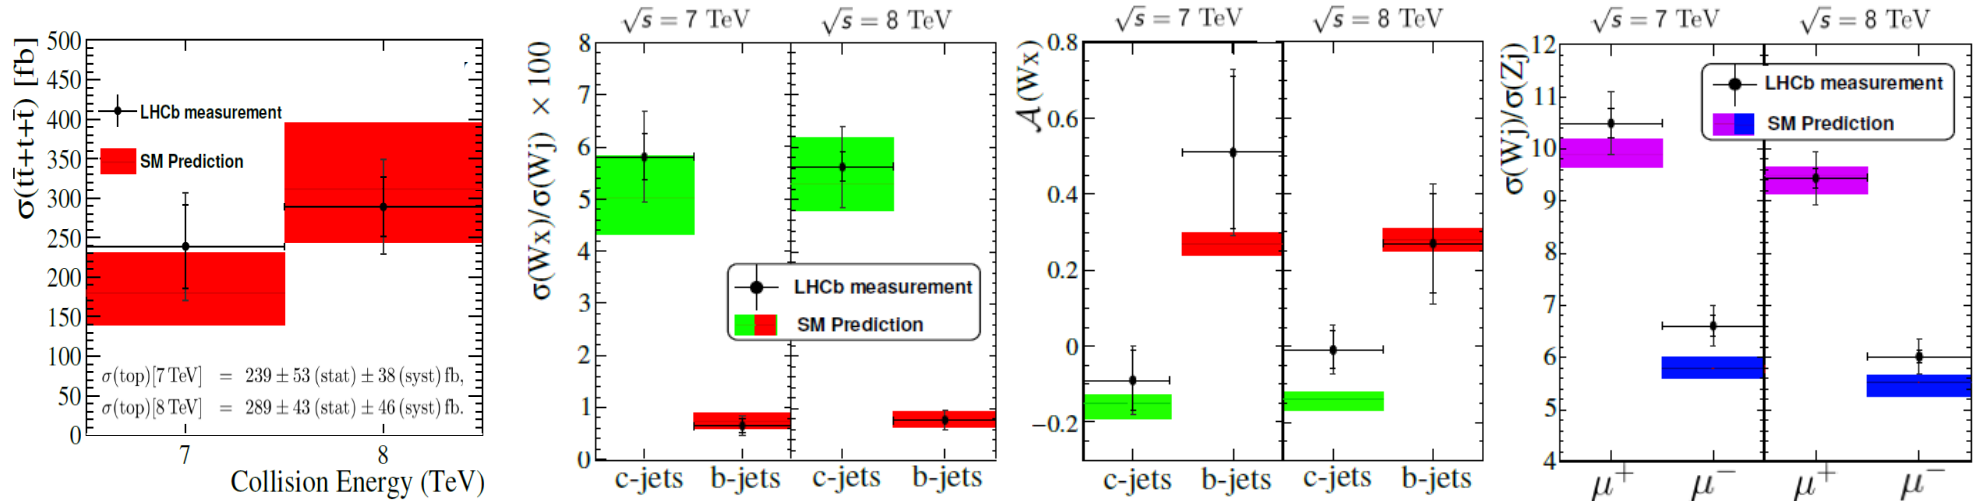 σ(tt̄+t+t̄) [fb]
500
450
400
350
300
250
200
150
100
50
0
LHCb measurement
SM Prediction
σ(top)[7 TeV] = 239 ± 53 (stat) ± 38 (syst) fb,
σ(top)[8 TeV] = 289 ± 43 (stat) ± 46 (syst) fb.
7 8
Collision Energy (TeV)
√s = 7 TeV √s = 8 TeV
σ(Wx)/σ(Wj) ×100
8
7
6
5
4
3
2
1
0
LHCb measurement
SM Prediction
c-jets b-jets c-jets b-jets
√s = 7 TeV √s = 8 TeV
𝒜(Wx)
0.8
0.6
0.4
0.2
0
−0.2
c-jets b-jets c-jets b-jets
√s = 7 TeV √s = 8 TeV
σ(Wj)/σ(Zj)
12
11
10
9
8
7
6
5
4
LHCb measurement
SM Prediction
μ⁺ μ⁻ μ⁺ μ⁻